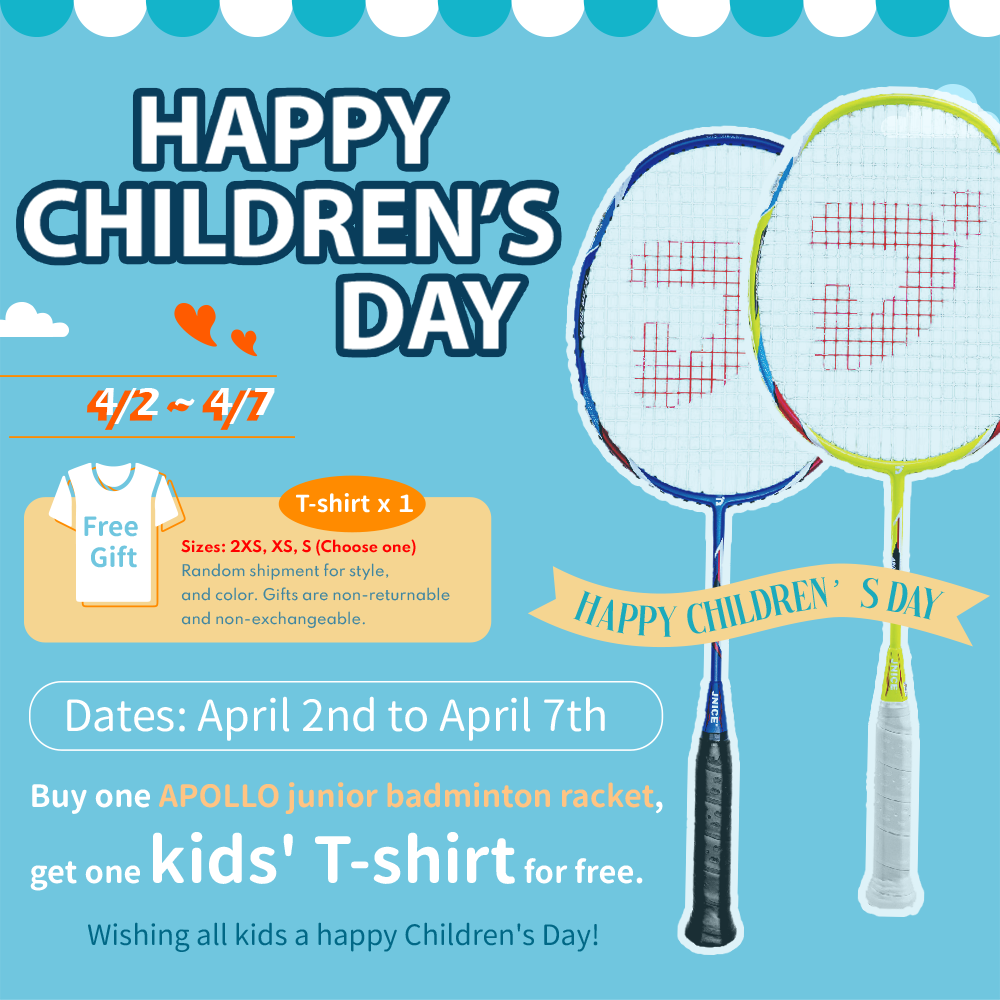 HAPPY
CHILDREN'S
DAY
4/2 ~ 4/7
Free
Gift
T-shirt x 1
Sizes: 2XS, XS, S (Choose one)
Random shipment for style,
and color. Gifts are non-returnable
and non-exchangeable.
HAPPY CHILDREN' S DAY
JNICE
Dates: April 2nd to April 7th
Buy one APOLLO junior badminton racket,
get one kids' T-shirt for free.
Wishing all kids a happy Children's Day!